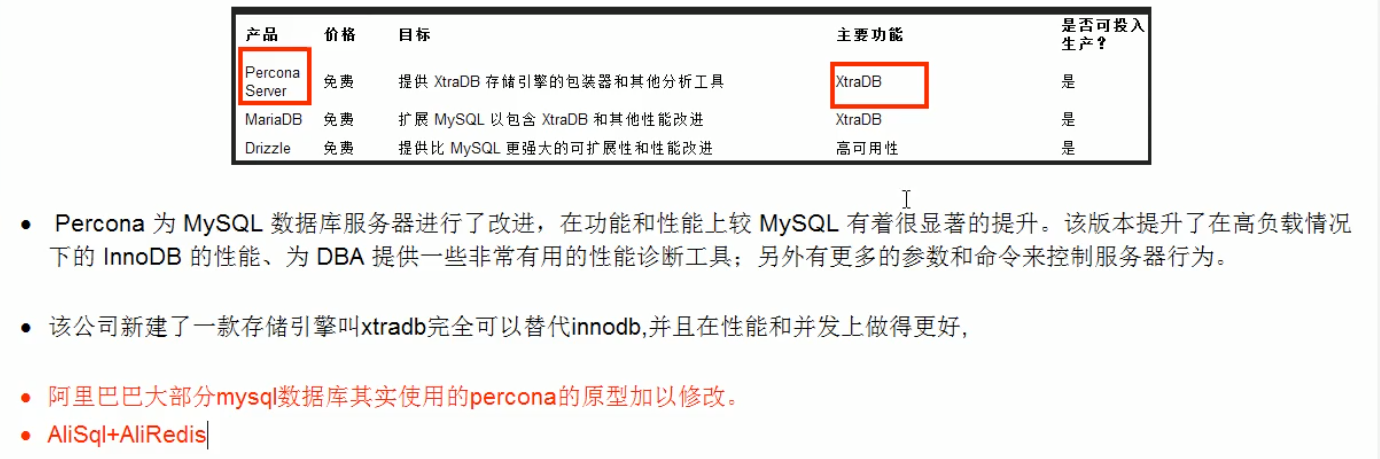 产品 价格 目标 主要功能 是否可投入生产?
Percona Server 免费 提供 XtraDB 存储引擎的包装器和其他分析工具 XtraDB 是
MariaDB 免费 扩展 MySQL 以包含 XtraDB 和其他性能改进 XtraDB 是
Drizzle 免费 提供比 MySQL 更强大的可扩展性和性能改进 高可用性 是
● Percona 为 MySQL 数据库服务器进行了改进，在功能和性能上较 MySQL 有着很显著的提升。该版本提升了在高负载情况
下的 InnoDB 的性能、为 DBA 提供一些非常有用的性能诊断工具；另外有更多的参数和命令来控制服务器行为。
● 该公司新建了一款存储引擎叫xtradb完全可以替代innodb,并且在性能和并发上做得更好,
● 阿里巴巴大部分mysql数据库其实使用的percona的原型加以修改。
● AliSql+AliRedis